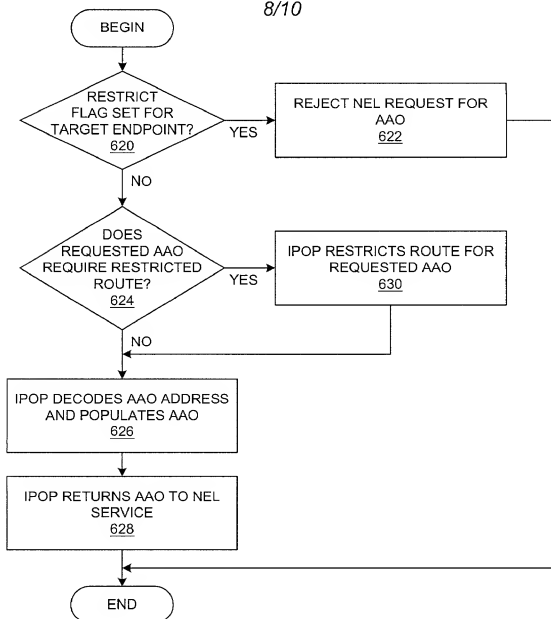 8/10
BEGIN
RESTRICT
FLAG SET FOR
TARGET ENDPOINT?
620
YES
REJECT NEL REQUEST FOR
AAO
622
NO
DOES
REQUESTED AAO
REQUIRE RESTRICTED
ROUTE?
624
YES
IPOP RESTRICTS ROUTE FOR
REQUESTED AAO
630
NO
IPOP DECODES AAO ADDRESS
AND POPULATES AAO
626
IPOP RETURNS AAO TO NEL
SERVICE
628
END